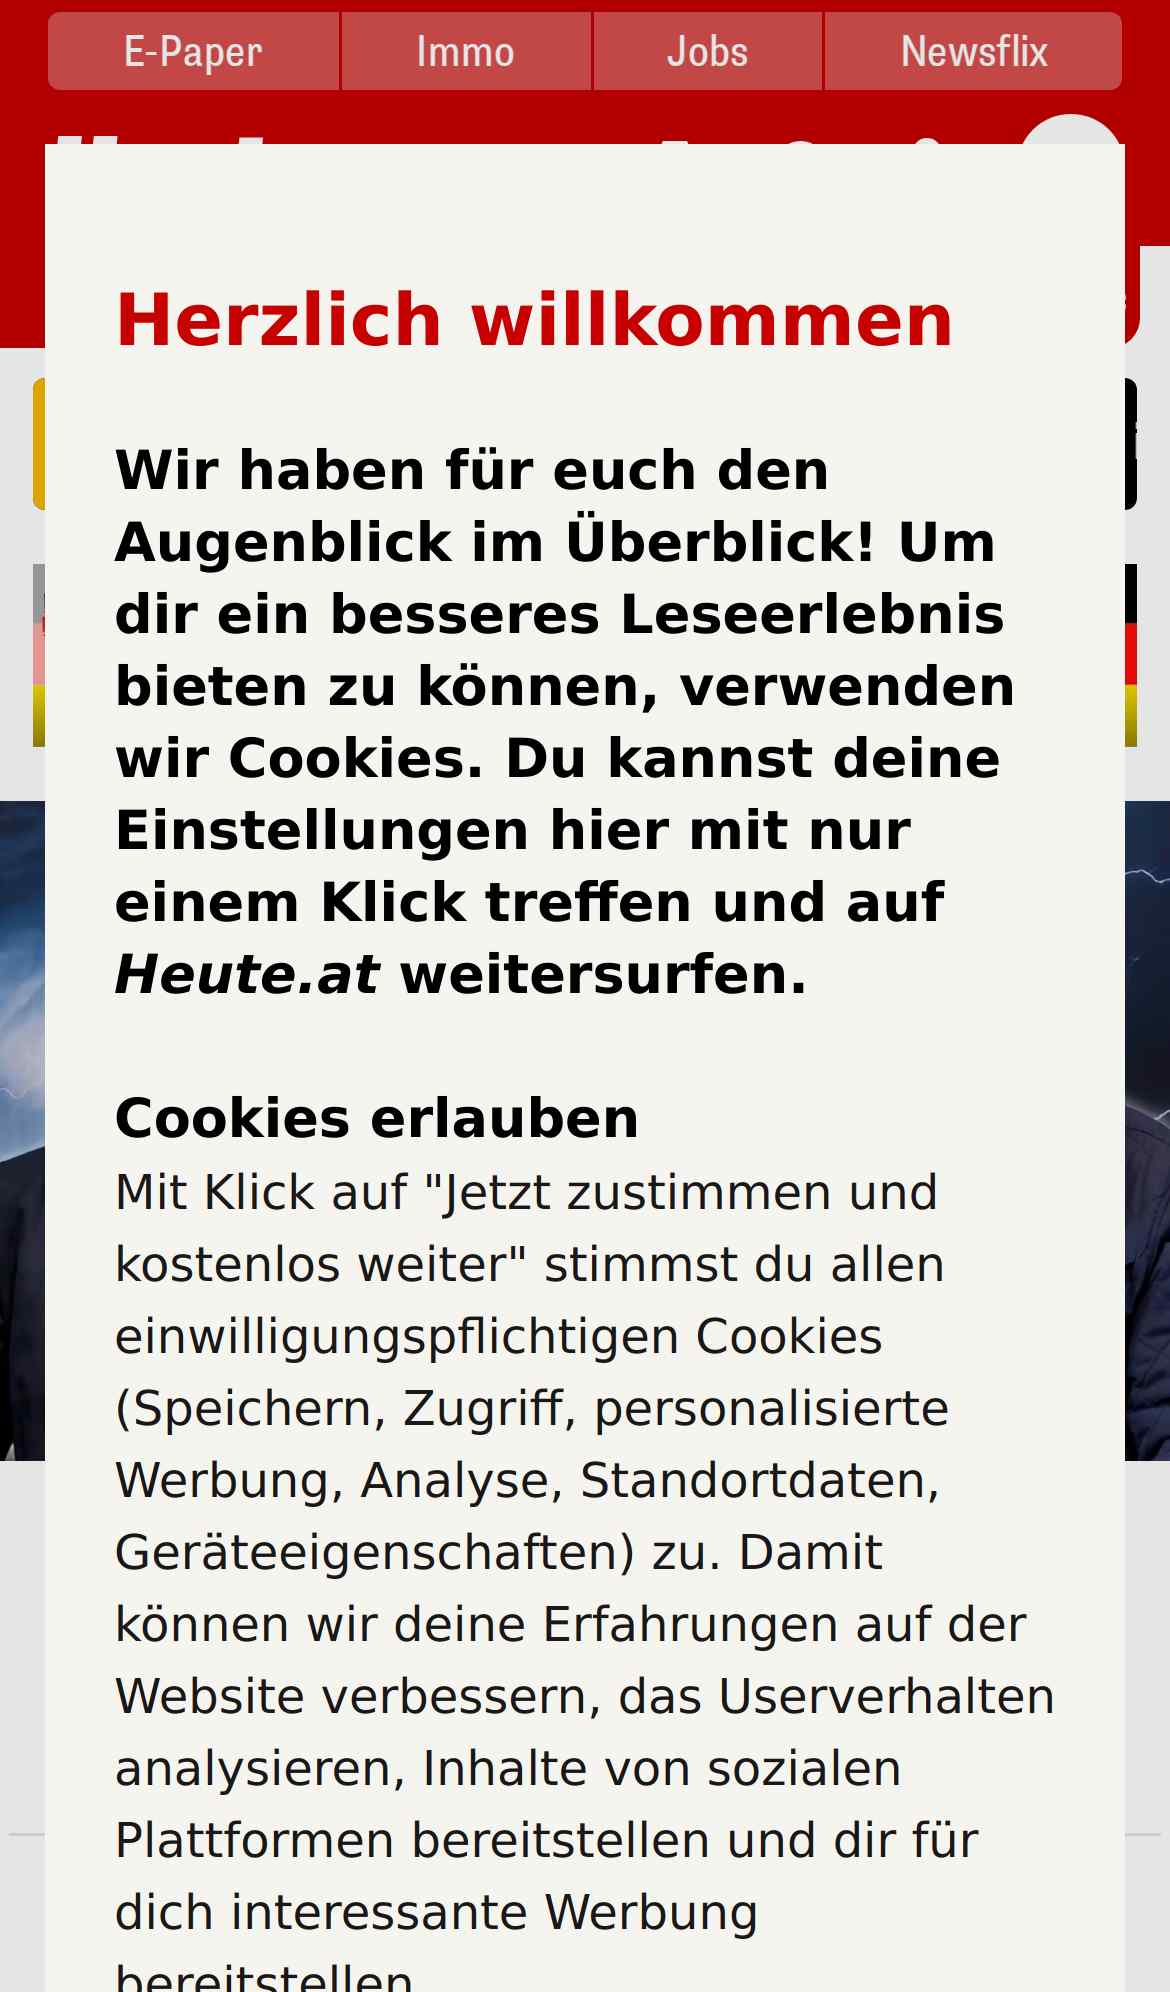 E-Paper Immo Jobs Newsflix
Herzlich willkommen
Wir haben für euch den
Augenblick im Überblick! Um
dir ein besseres Leseerlebnis
bieten zu können, verwenden
wir Cookies. Du kannst deine
Einstellungen hier mit nur
einem Klick treffen und auf
Heute.at weitersurfen.
Cookies erlauben
Mit Klick auf "Jetzt zustimmen und
kostenlos weiter" stimmst du allen
einwilligungspflichtigen Cookies
(Speichern, Zugriff, personalisierte
Werbung, Analyse, Standortdaten,
Geräteeigenschaften) zu. Damit
können wir deine Erfahrungen auf der
Website verbessern, das Userverhalten
analysieren, Inhalte von sozialen
Plattformen bereitstellen und dir für
dich interessante Werbung
bereitstellen